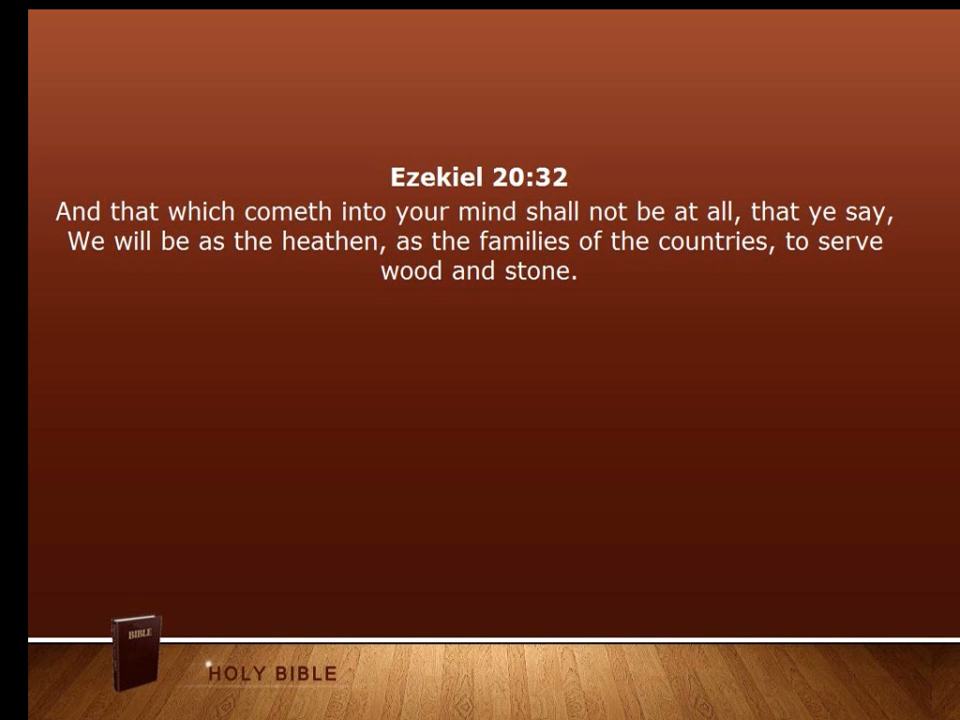 Ezekiel 20:32
And that which cometh into your mind shall not be at all, that ye say,
We will be as the heathen, as the families of the countries, to serve
wood and stone.
BIBLE
HOLY BIBLE